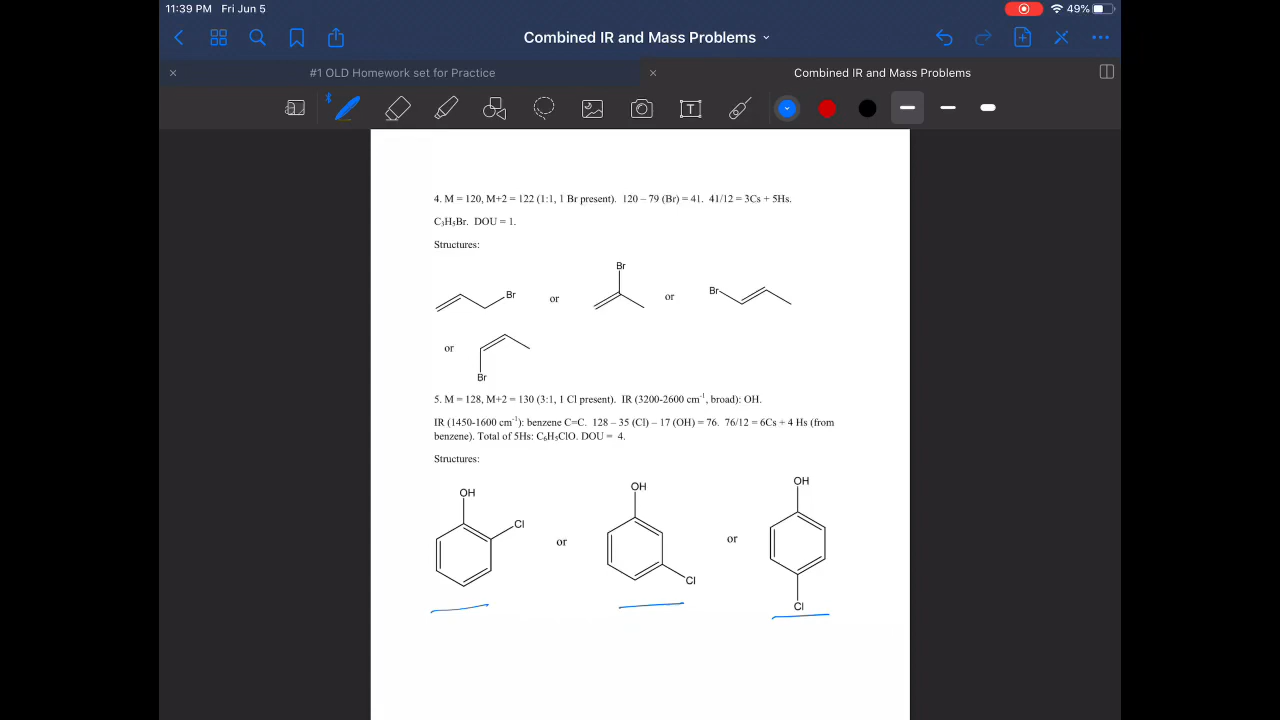 11:39 PM Fri Jun 5
49%
Combined IR and Mass Problems
#1 OLD Homework set for Practice
Combined IR and Mass Problems
T
4. M = 120, M+2 = 122 (1:1, 1 Br present). 120 – 79 (Br) = 41. 41/12 = 3Cs + 5Hs.
C₃H₅Br. DOU = 1.
Structures:
Br
Br or or Br
or
Br
5. M = 128, M+2 = 130 (3:1, 1 Cl present). IR (3200-2600 cm⁻¹, broad): OH.
IR (1450-1600 cm⁻¹): benzene C=C. 128 – 35 (Cl) – 17 (OH) = 76. 76/12 = 6Cs + 4 Hs (from
benzene). Total of 5Hs: C₆H₅ClO. DOU = 4.
Structures:
OH OH OH
Cl
or or
Cl
Cl